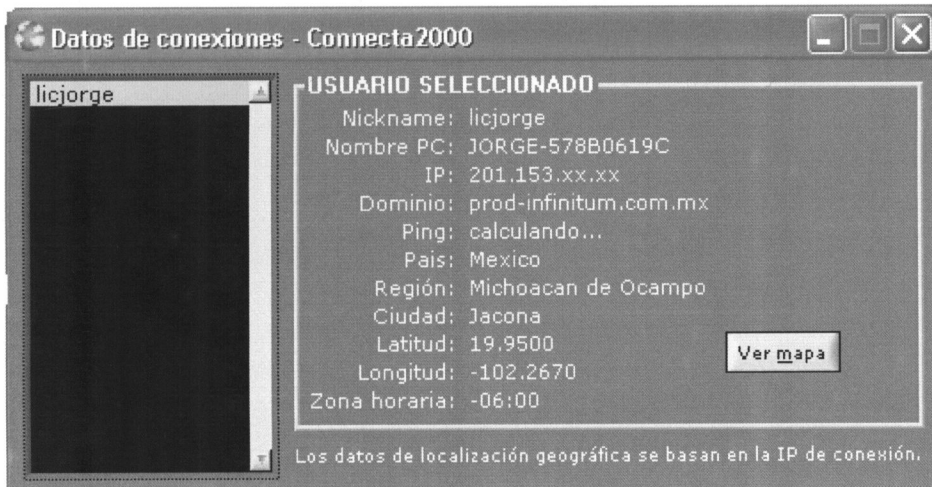 Datos de conexiones - Connecta2000
licjorge
USUARIO SELECCIONADO
Nickname: licjorge
Nombre PC: JORGE-578B0619C
IP: 201.153.xx.xx
Dominio: prod-infinitum.com.mx
Ping: calculando...
Pais: Mexico
Región: Michoacan de Ocampo
Ciudad: Jacona
Latitud: 19.9500
Longitud: -102.2670
Zona horaria: -06:00
Ver mapa
Los datos de localización geográfica se basan en la IP de conexión.